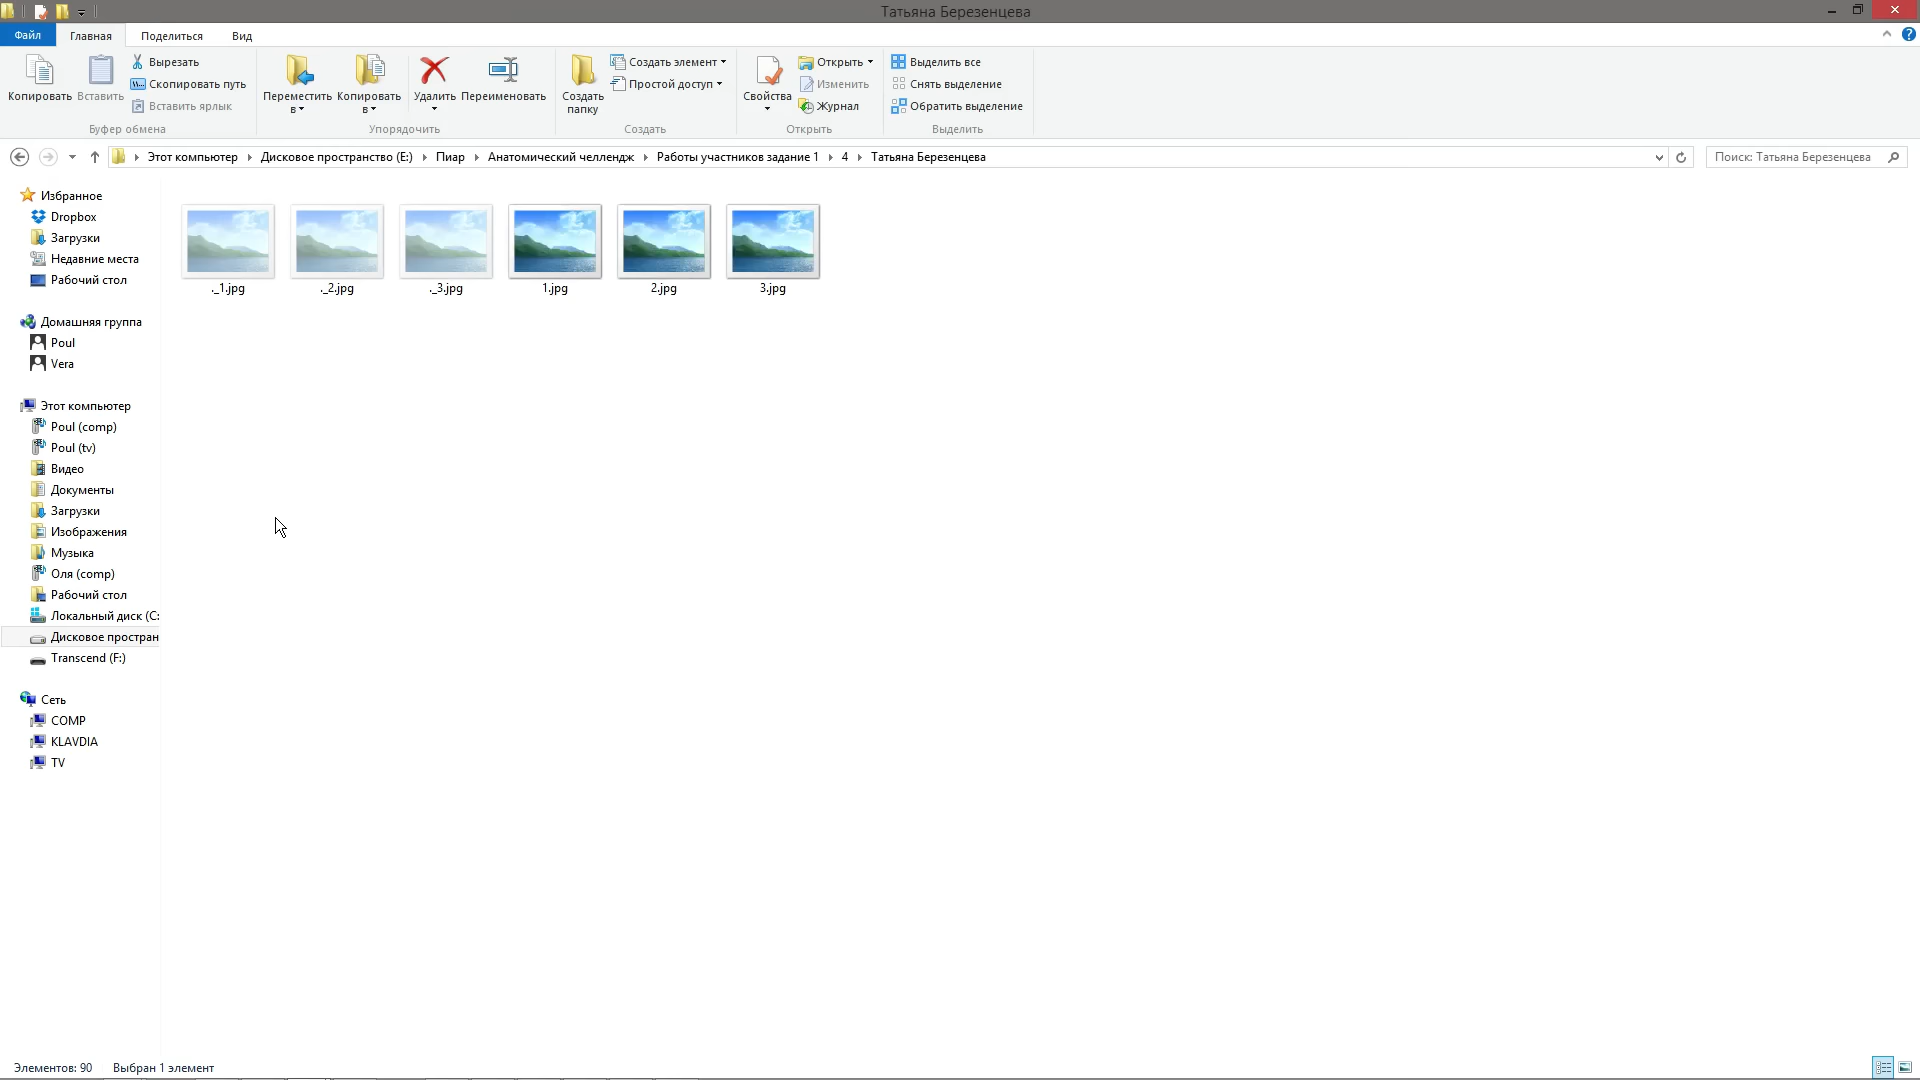 Татьяна Березенцева
Файл
Главная
Поделиться
Вид
Копировать
Вставить
Вырезать
Скопировать путь
Вставить ярлык
Буфер обмена
Переместить в
Копировать в
Удалить
Переименовать
Упорядочить
Создать папку
Создать элемент
Простой доступ
Создать
Свойства
Открыть
Изменить
Журнал
Открыть
Выделить все
Снять выделение
Обратить выделение
Выделить
Этот компьютер
Дисковое пространство (E:)
Пиар
Анатомический челлендж
Работы участников задание 1
4
Татьяна Березенцева
Поиск: Татьяна Березенцева
Избранное
Dropbox
Загрузки
Недавние места
Рабочий стол
Домашняя группа
Poul
Vera
Этот компьютер
Poul (comp)
Poul (tv)
Видео
Документы
Загрузки
Изображения
Музыка
Оля (comp)
Рабочий стол
Локальный диск (C:
Дисковое простран
Transcend (F:)
Сеть
COMP
KLAVDIA
TV
._1.jpg
._2.jpg
._3.jpg
1.jpg
2.jpg
3.jpg
Элементов: 90
Выбран 1 элемент